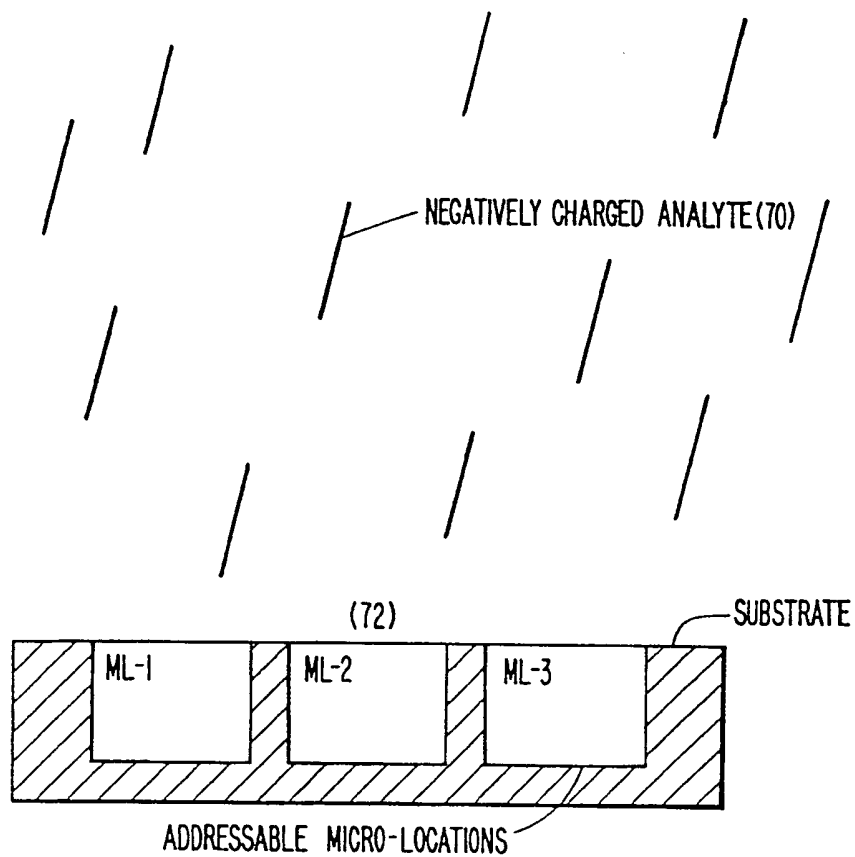 NEGATIVELY CHARGED ANALYTE(70)
(72)
SUBSTRATE
ML-1
ML-2
ML-3
ADDRESSABLE MICRO-LOCATIONS